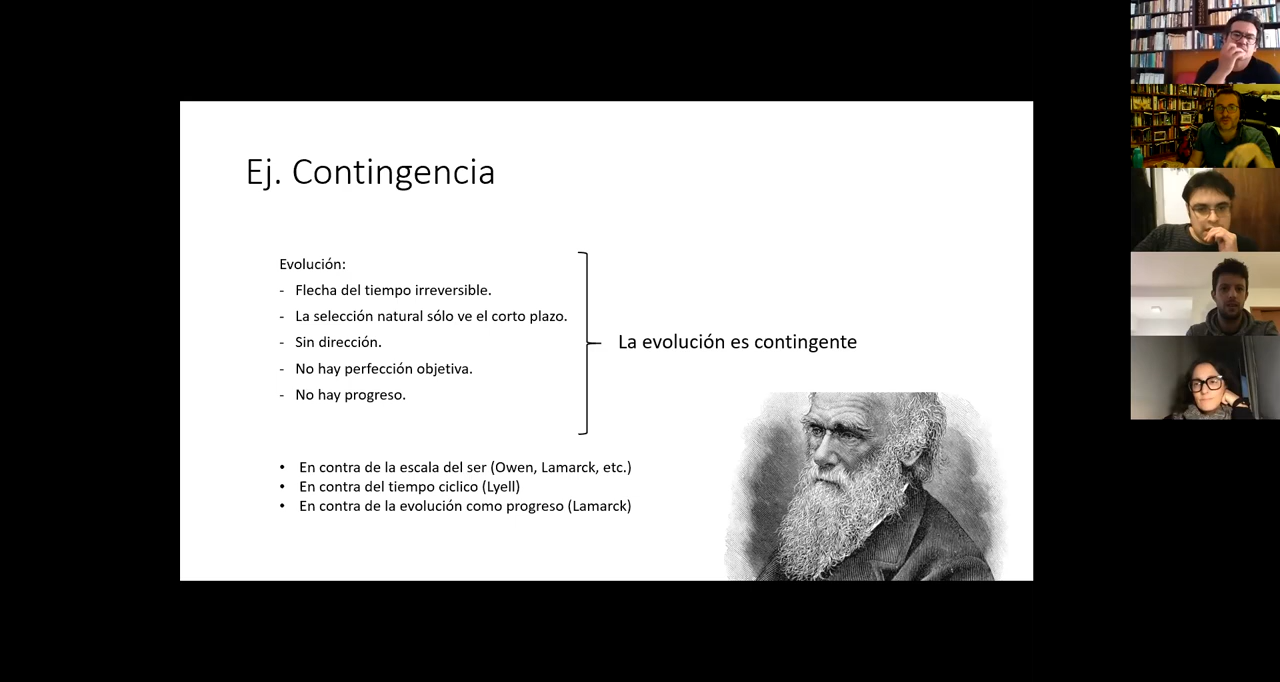 Ej. Contingencia
Evolución:
- Flecha del tiempo irreversible.
- La selección natural sólo ve el corto plazo.
- Sin dirección.
- No hay perfección objetiva.
- No hay progreso.
La evolución es contingente
• En contra de la escala del ser (Owen, Lamarck, etc.)
• En contra del tiempo ciclico (Lyell)
• En contra de la evolución como progreso (Lamarck)